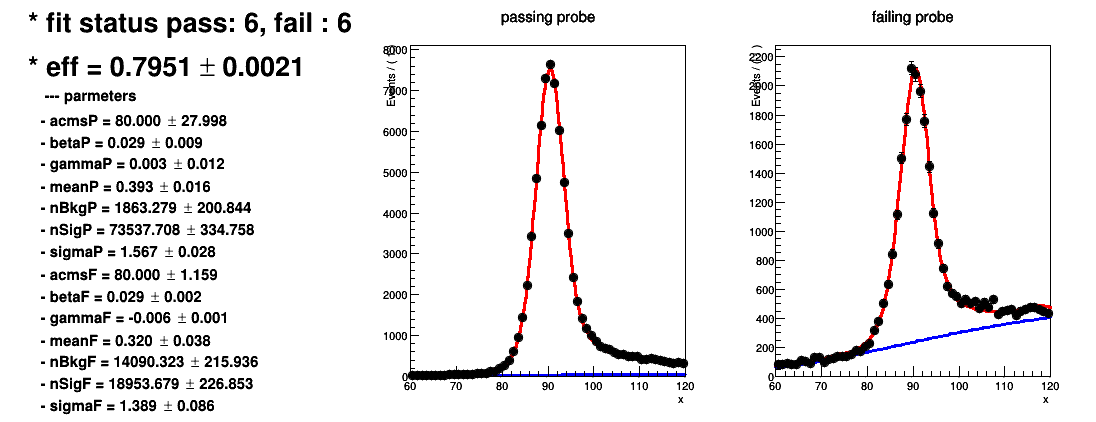 * fit status pass: 6, fail : 6
* eff = 0.7951 ± 0.0021
--- parmeters
- acmsP = 80.000 ± 27.998
- betaP = 0.029 ± 0.009
- gammaP = 0.003 ± 0.012
- meanP = 0.393 ± 0.016
- nBkgP = 1863.279 ± 200.844
- nSigP = 73537.708 ± 334.758
- sigmaP = 1.567 ± 0.028
- acmsF = 80.000 ± 1.159
- betaF = 0.029 ± 0.002
- gammaF = -0.006 ± 0.001
- meanF = 0.320 ± 0.038
- nBkgF = 14090.323 ± 215.936
- nSigF = 18953.679 ± 226.853
- sigmaF = 1.389 ± 0.086
passing probe
Events / (
8000
7000
6000
5000
4000
3000
2000
1000
0
60 70 80 90 100 110 120
x
failing probe
Events / (
2200
2000
1800
1600
1400
1200
1000
800
600
400
200
0
60 70 80 90 100 110 120
x